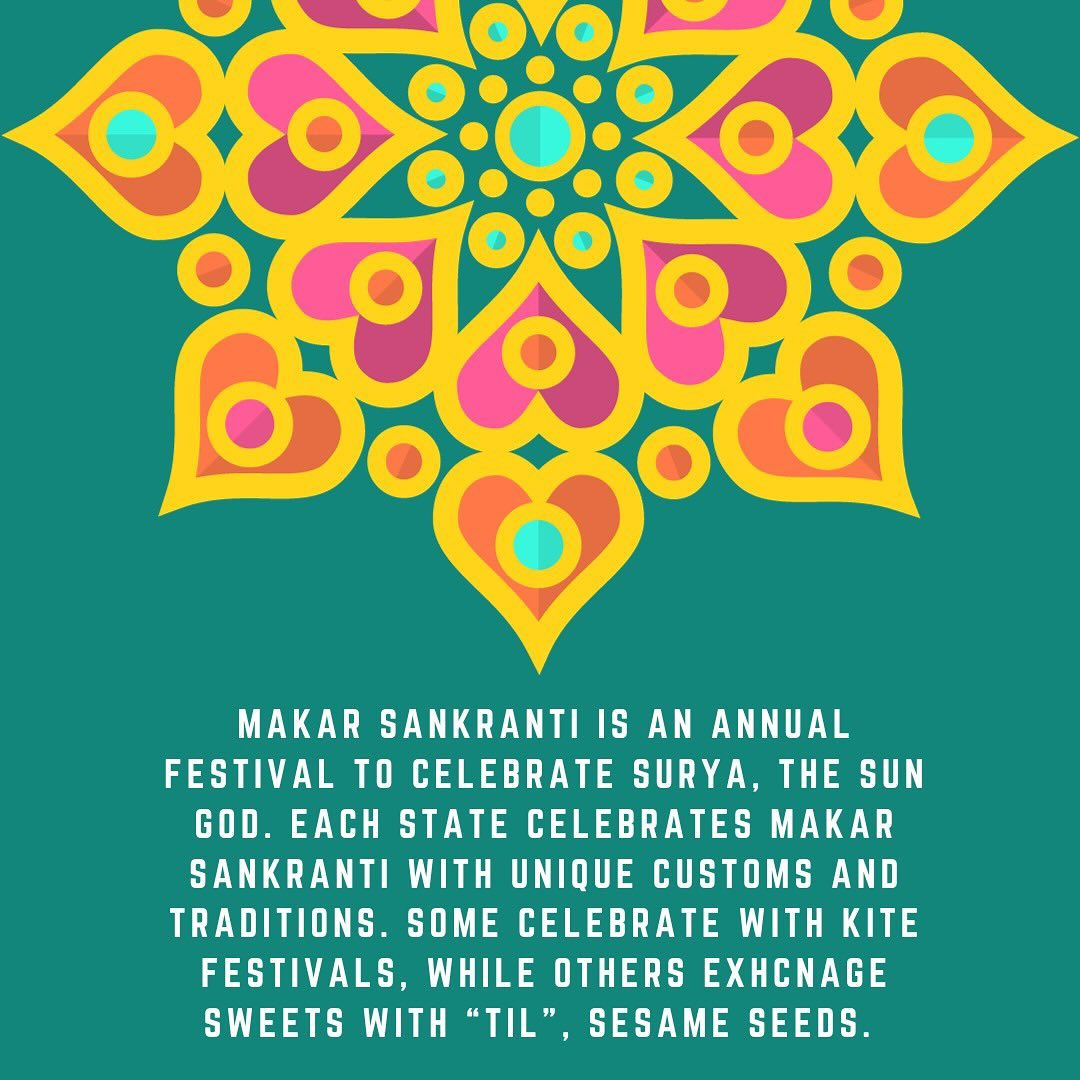 MAKAR SANKRANTI IS AN ANNUAL
FESTIVAL TO CELEBRATE SURYA, THE SUN
GOD. EACH STATE CELEBRATES MAKAR
SANKRANTI WITH UNIQUE CUSTOMS AND
TRADITIONS. SOME CELEBRATE WITH KITE
FESTIVALS, WHILE OTHERS EXHCNAGE
SWEETS WITH “TIL”, SESAME SEEDS.